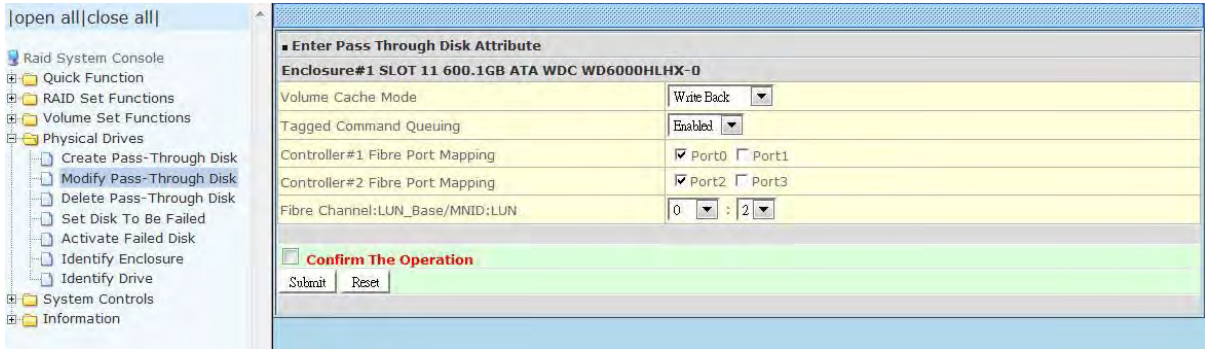 |open all|close all|
Raid System Console
Quick Function
RAID Set Functions
Volume Set Functions
Physical Drives
Create Pass-Through Disk
Modify Pass-Through Disk
Delete Pass-Through Disk
Set Disk To Be Failed
Activate Failed Disk
Identify Enclosure
Identify Drive
System Controls
Information
Enter Pass Through Disk Attribute
Enclosure#1 SLOT 11 600.1GB ATA WDC WD6000HLHX-0
Volume Cache Mode Write Back
Tagged Command Queuing Enabled
Controller#1 Fibre Port Mapping Port0 Port1
Controller#2 Fibre Port Mapping Port2 Port3
Fibre Channel:LUN_Base/MNID:LUN 0 : 2
Confirm The Operation
Submit Reset